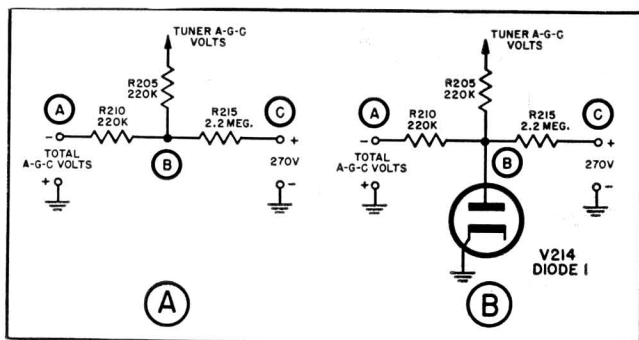 TUNER A-G-C
VOLTS
R205
220K
A
R210
220K
R215
2.2 MEG.
C
-
+
B
TOTAL
A-G-C VOLTS
270V
+
-
A
TUNER A-G-C
VOLTS
R205
220K
A
R210
220K
R215
2.2 MEG.
C
-
+
B
TOTAL
A-G-C VOLTS
270V
+
-
V214
DIODE 1
B